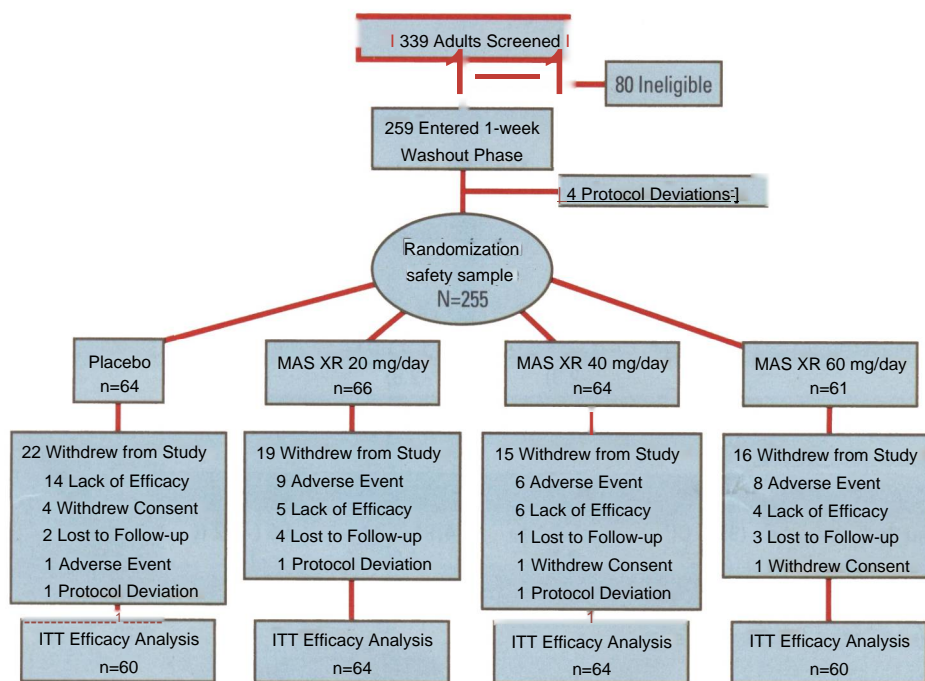 339 Adults Screened
80 Ineligible
259 Entered 1-week
Washout Phase
4 Protocol Deviations
Randomization
safety sample
N=255
Placebo
n=64
MAS XR 20 mg/day
n=66
MAS XR 40 mg/day
n=64
MAS XR 60 mg/day
n=61
22 Withdrew from Study
14 Lack of Efficacy
4 Withdrew Consent
2 Lost to Follow-up
1 Adverse Event
1 Protocol Deviation
19 Withdrew from Study
9 Adverse Event
5 Lack of Efficacy
4 Lost to Follow-up
1 Protocol Deviation
15 Withdrew from Study
6 Adverse Event
6 Lack of Efficacy
1 Lost to Follow-up
1 Withdrew Consent
1 Protocol Deviation
16 Withdrew from Study
8 Adverse Event
4 Lack of Efficacy
3 Lost to Follow-up
1 Withdrew Consent
ITT Efficacy Analysis
n=60
ITT Efficacy Analysis
n=64
ITT Efficacy Analysis
n=64
ITT Efficacy Analysis
n=60